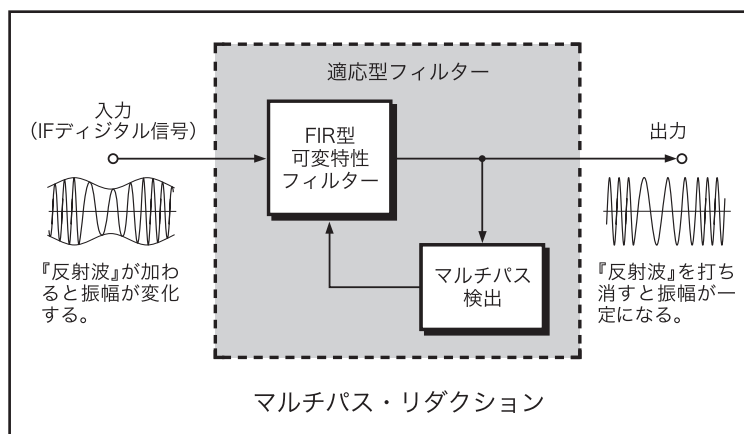 適応型フィルター
入力
（IFディジタル信号）
FIR型
可変特性
フィルター
出力
マルチパス
検出
『反射波』が加わ
ると振幅が変化
する。
『反射波』を打ち
消すと振幅が一
定になる。
マルチパス・リダクション